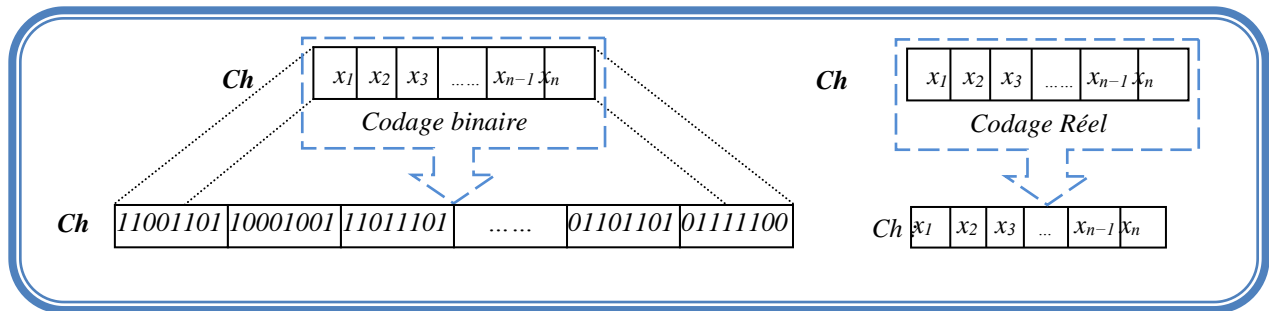 Ch x1 x2 x3 …… xn−1 xn
Codage binaire
Ch 11001101 10001001 11011101 …… 01101101 01111100
Ch x1 x2 x3 …… xn−1 xn
Codage Réel
Ch : x1 x2 x3 … xn−1 xn